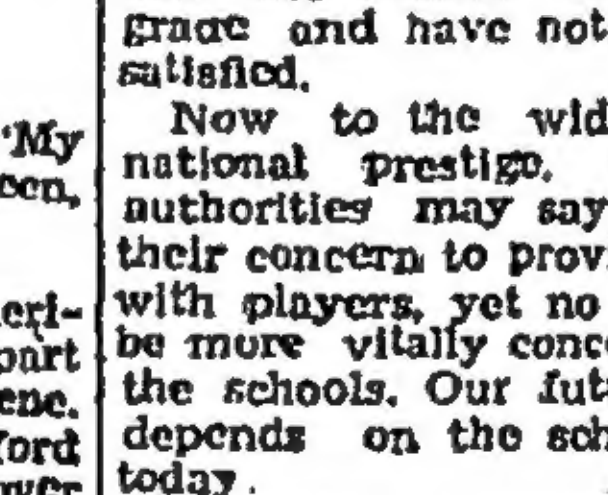 'My
een,
eri-
part
ene.
ford
wer
grade and have not
satisfied.
Now to the wid
national prestige.
authorities may say
their concern to prov
with players, yet no
be more vitally conc
the schools. Our fut
depends on the sch
today.